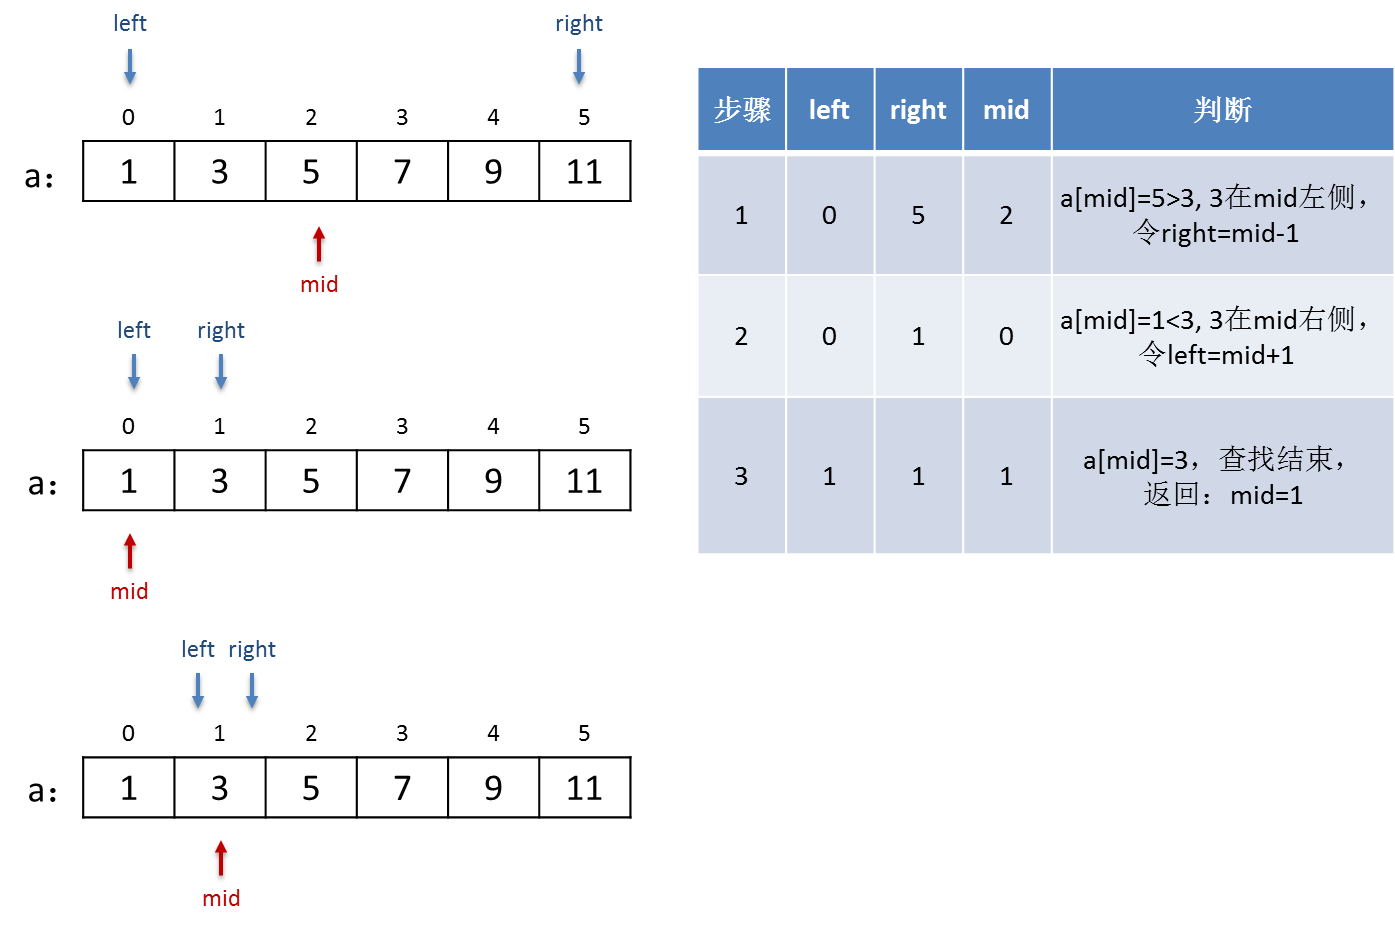 left right
0 1 2 3 4 5
a： 1 3 5 7 9 11
mid
left right
0 1 2 3 4 5
a： 1 3 5 7 9 11
mid
left right
0 1 2 3 4 5
a： 1 3 5 7 9 11
mid
步骤 left right mid 判断
1 0 5 2 a[mid]=5>3, 3在mid左侧，
令right=mid-1
2 0 1 0 a[mid]=1<3, 3在mid右侧，
令left=mid+1
3 1 1 1 a[mid]=3，查找结束，
返回：mid=1